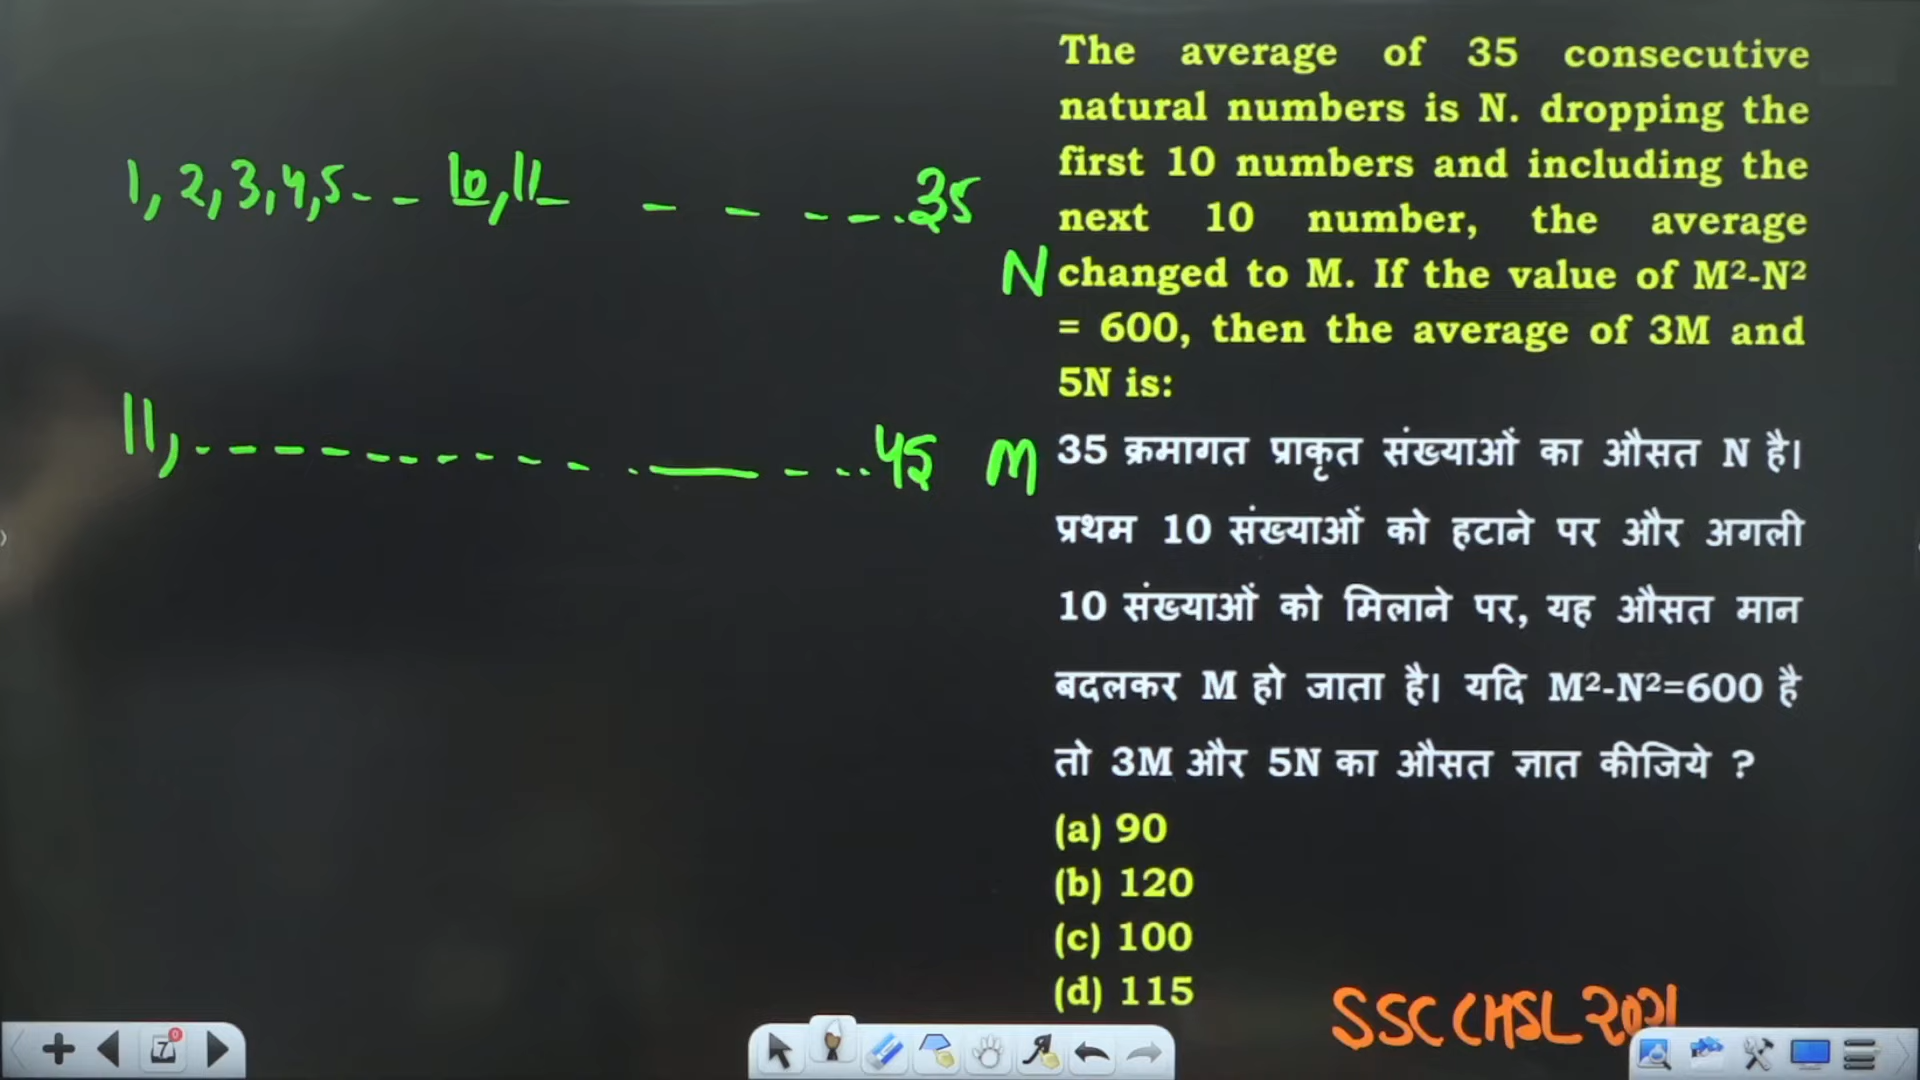 The average of 35 consecutive
natural numbers is N. dropping the
first 10 numbers and including the
next 10 number, the average
changed to M. If the value of M²-N²
= 600, then the average of 3M and
5N is:
35 क्रमागत प्राकृत संख्याओं का औसत N है।
प्रथम 10 संख्याओं को हटाने पर और अगली
10 संख्याओं को मिलाने पर, यह औसत मान
बदलकर M हो जाता है। यदि M²-N²=600 है
तो 3M और 5N का औसत ज्ञात कीजिये ?
(a) 90
(b) 120
(c) 100
(d) 115
1, 2, 3, 4, 5 - - 10, 11 - - - - - - 35
N
11, - - - - - - - - - - - - - - 45 M
SSC CHSL 2021
7
0